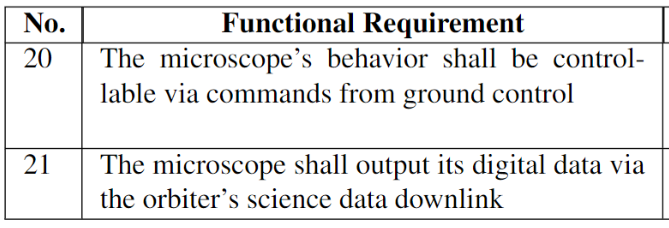 No. Functional Requirement
20 The microscope's behavior shall be control-
lable via commands from ground control
21 The microscope shall output its digital data via
the orbiter's science data downlink